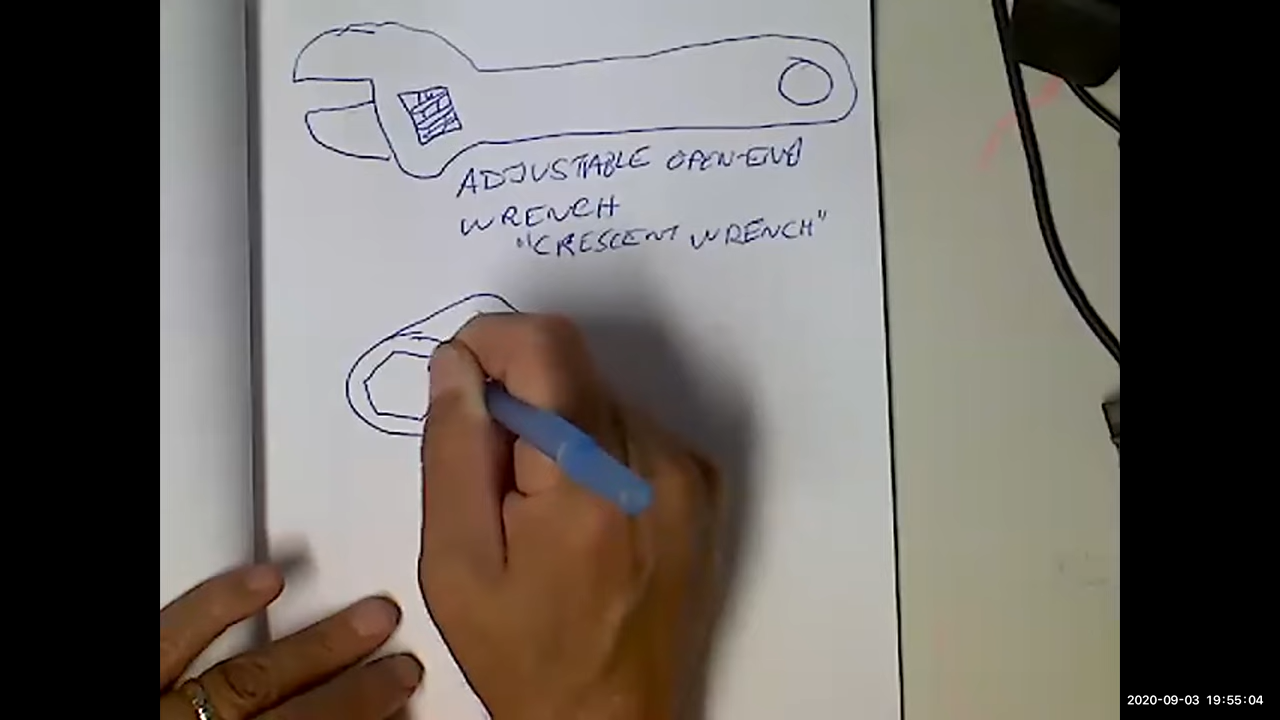 ADJUSTABLE OPEN-END
WRENCH
"CRESCENT WRENCH"
2020-09-03 19:55:04